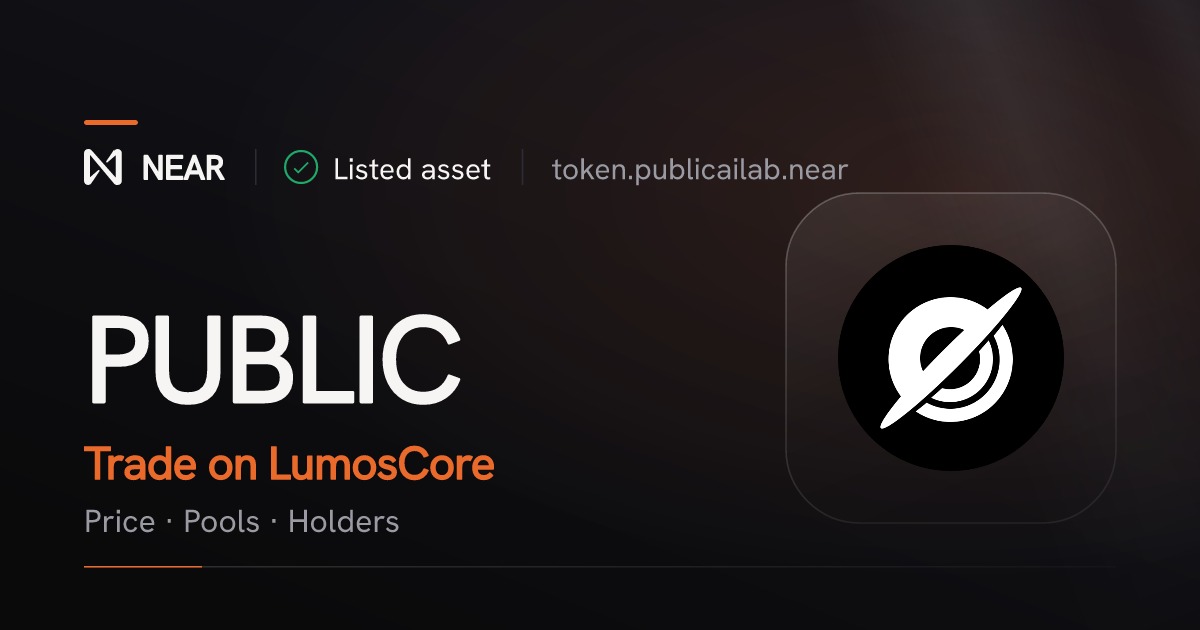 NEAR Listed asset token.publicailab.near
PUBLIC
Trade on LumosCore
Price · Pools · Holders